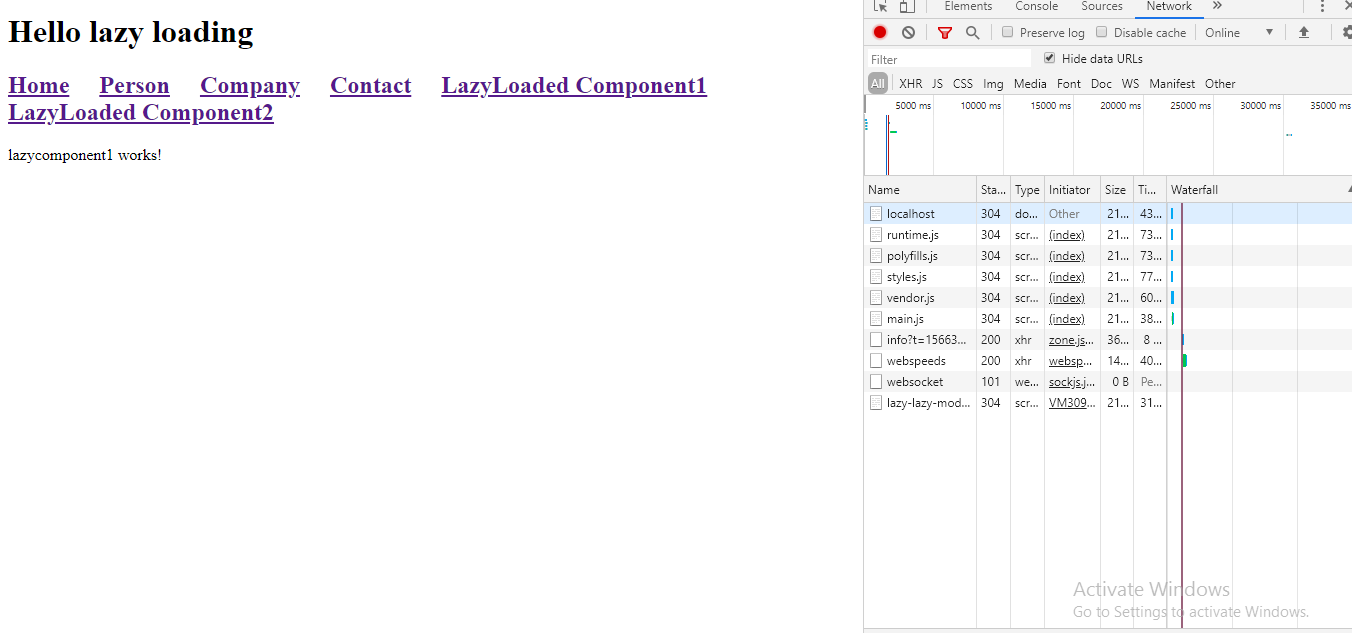 Hello lazy loading
Home Person Company Contact LazyLoaded Component1
LazyLoaded Component2
lazycomponent1 works!
Elements Console Sources Network »
Preserve log Disable cache Online
Filter Hide data URLs
All XHR JS CSS Img Media Font Doc WS Manifest Other
5000 ms 10000 ms 15000 ms 20000 ms 25000 ms 30000 ms 35000 ms
Name Sta... Type Initiator Size Ti... Waterfall
localhost 304 do... Other 21... 43...
runtime.js 304 scr... (index) 21... 73...
polyfills.js 304 scr... (index) 21... 73...
styles.js 304 scr... (index) 21... 77...
vendor.js 304 scr... (index) 21... 60...
main.js 304 scr... (index) 21... 38...
info?t=15663... 200 xhr zone.js... 36... 8 ...
webspeeds 200 xhr websp... 14... 40...
websocket 101 we... sockjs.j... 0 B Pe...
lazy-lazy-mod... 304 scr... VM309... 21... 31...
Activate Windows
Go to Settings to activate Windows.